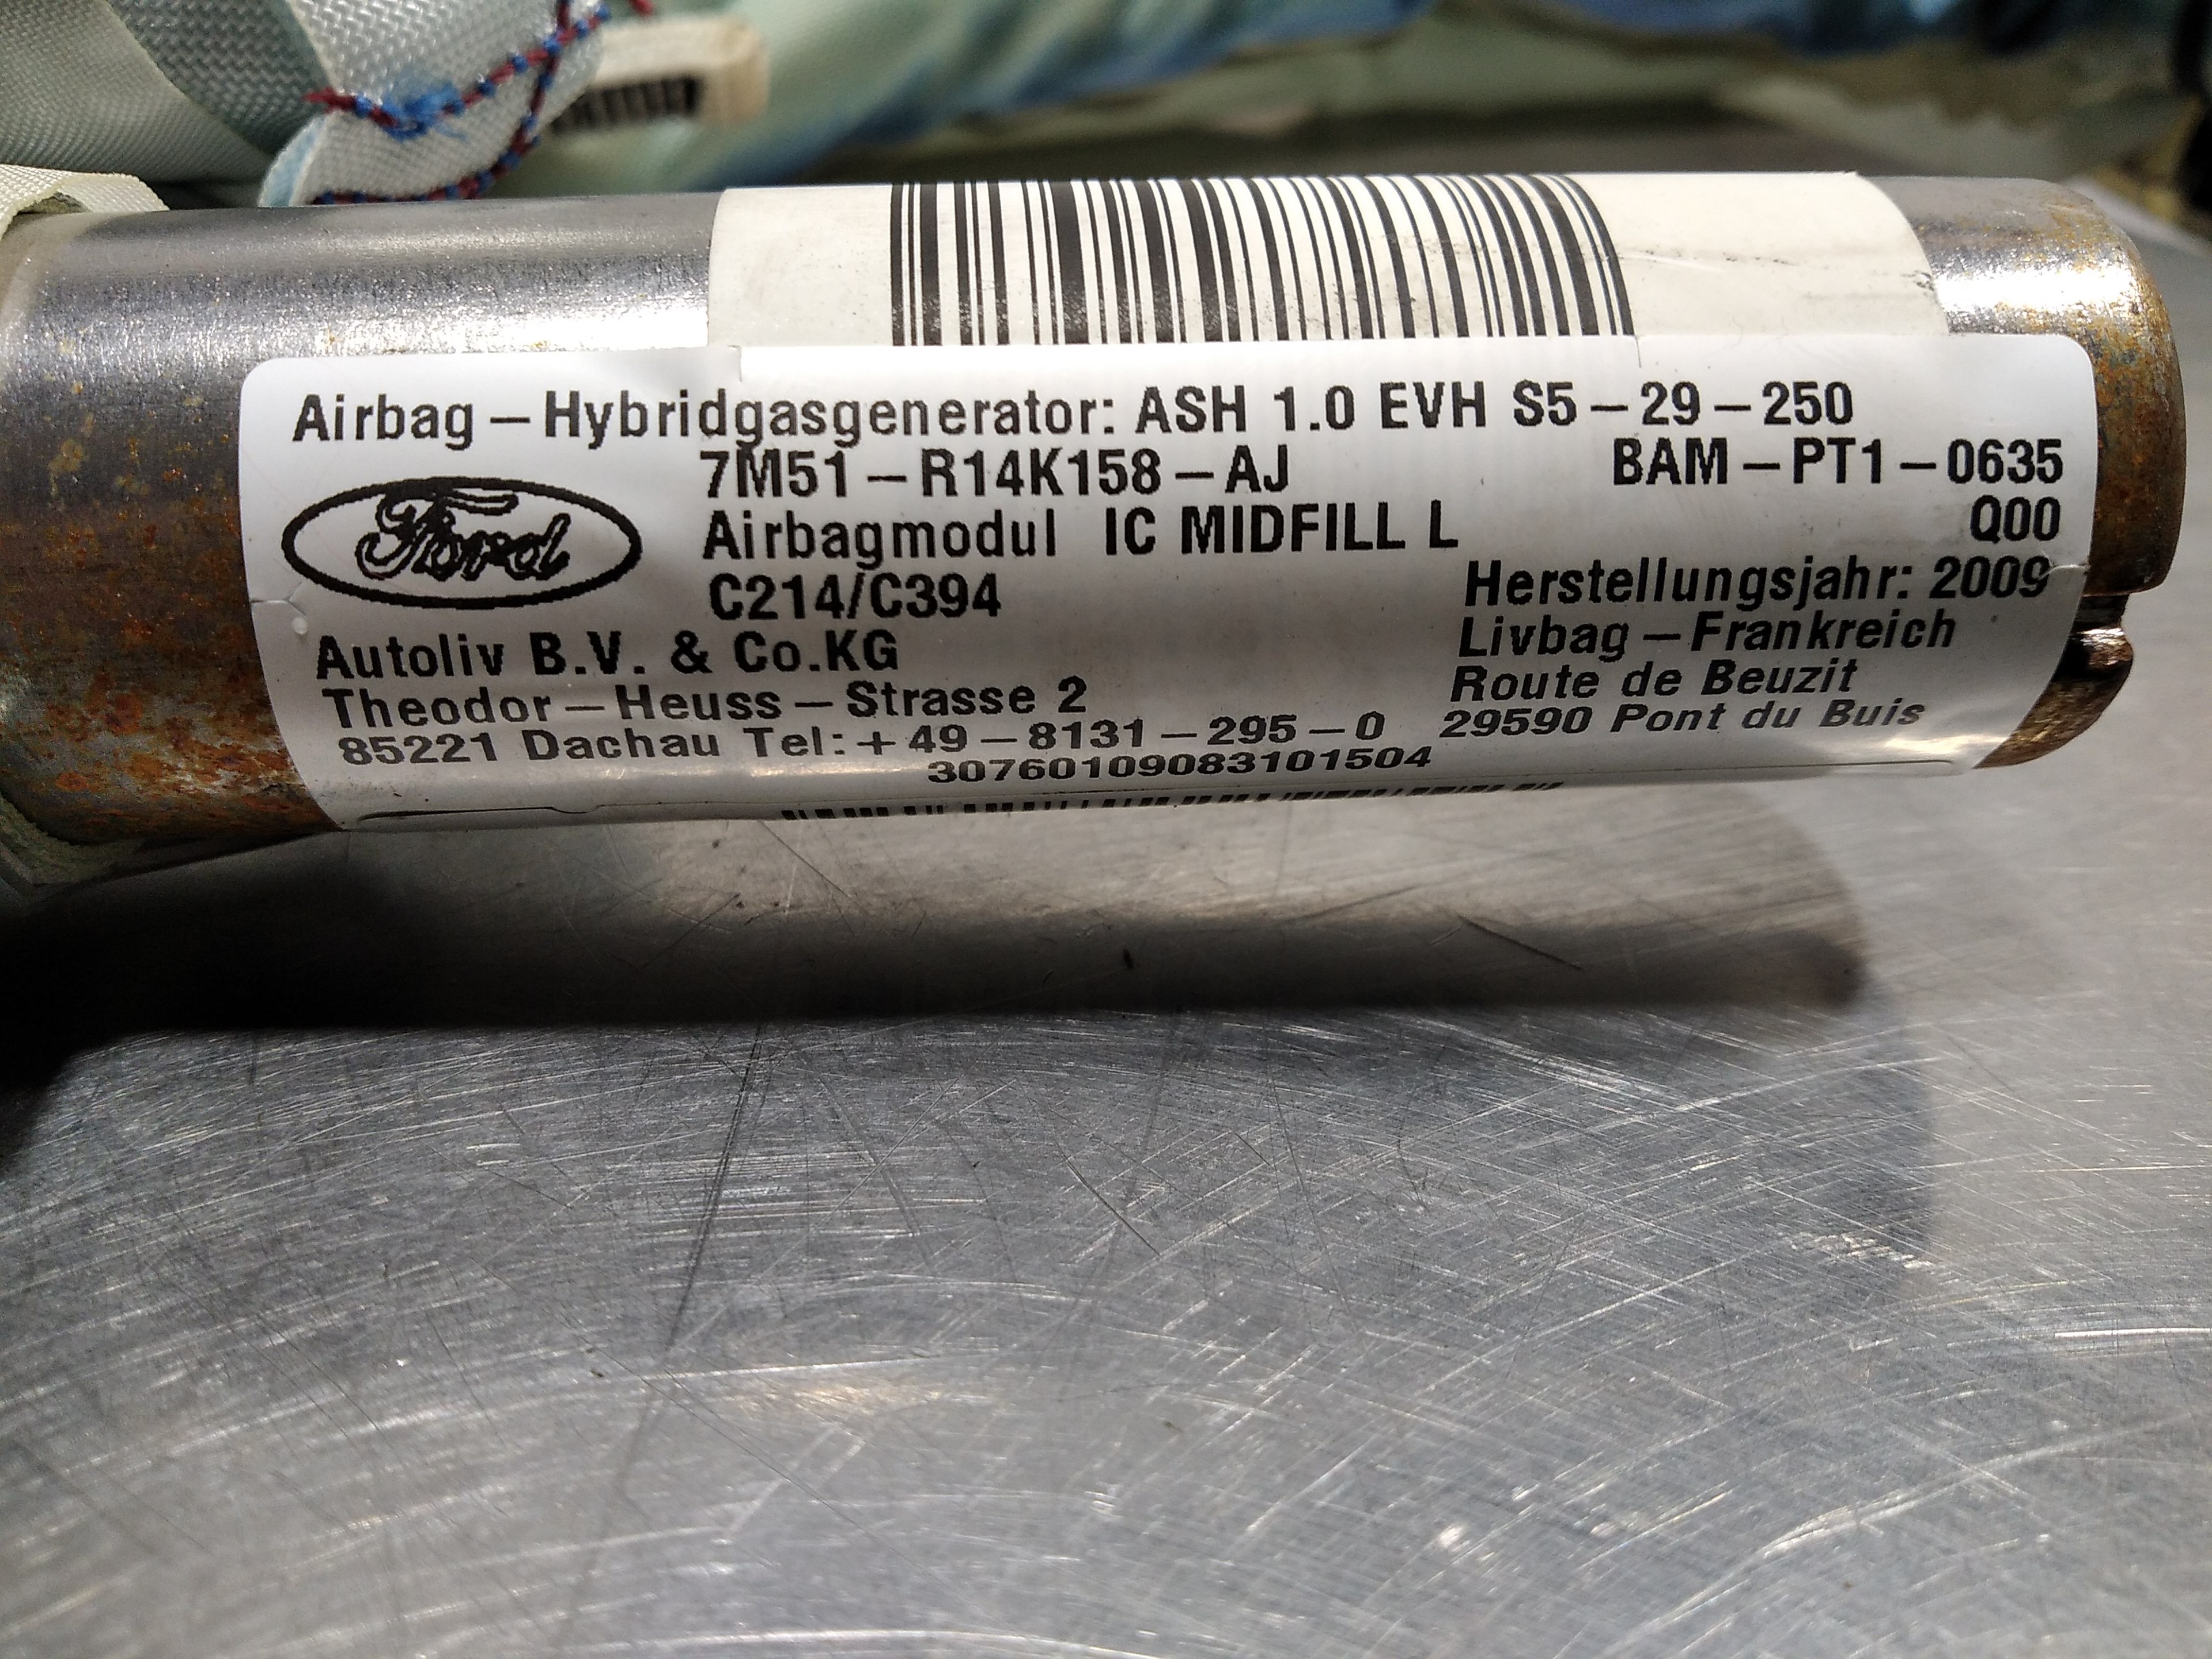 Airbag – Hybridgasgenerator: ASH 1.0 EVH S5 – 29 – 250
7M51 – R14K158 – AJ BAM – PT1 – 0635
Ford Airbagmodul IC MIDFILL L Q00
C214/C394 Herstellungsjahr: 2009
Autoliv B.V. & Co.KG Livbag – Frankreich
Theodor – Heuss – Strasse 2 Route de Beuzit
85221 Dachau Tel: + 49 – 8131 – 295 – 0 29590 Pont du Buis
30760109083101504